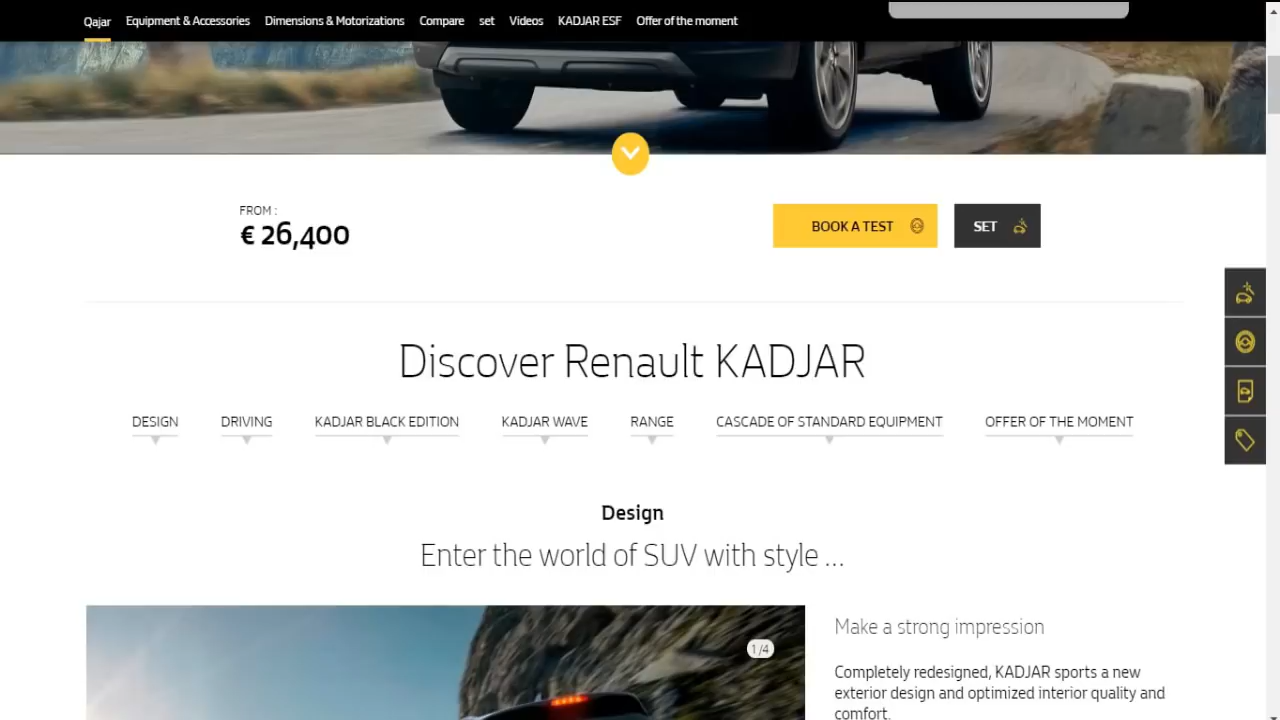 Qajar Equipment & Accessories Dimensions & Motorizations Compare set Videos KADJAR ESF Offer of the moment
FROM :
€ 26,400
BOOK A TEST
SET
Discover Renault KADJAR
DESIGN DRIVING KADJAR BLACK EDITION KADJAR WAVE RANGE CASCADE OF STANDARD EQUIPMENT OFFER OF THE MOMENT
Design
Enter the world of SUV with style ...
1/4
Make a strong impression
Completely redesigned, KADJAR sports a new
exterior design and optimized interior quality and
comfort.